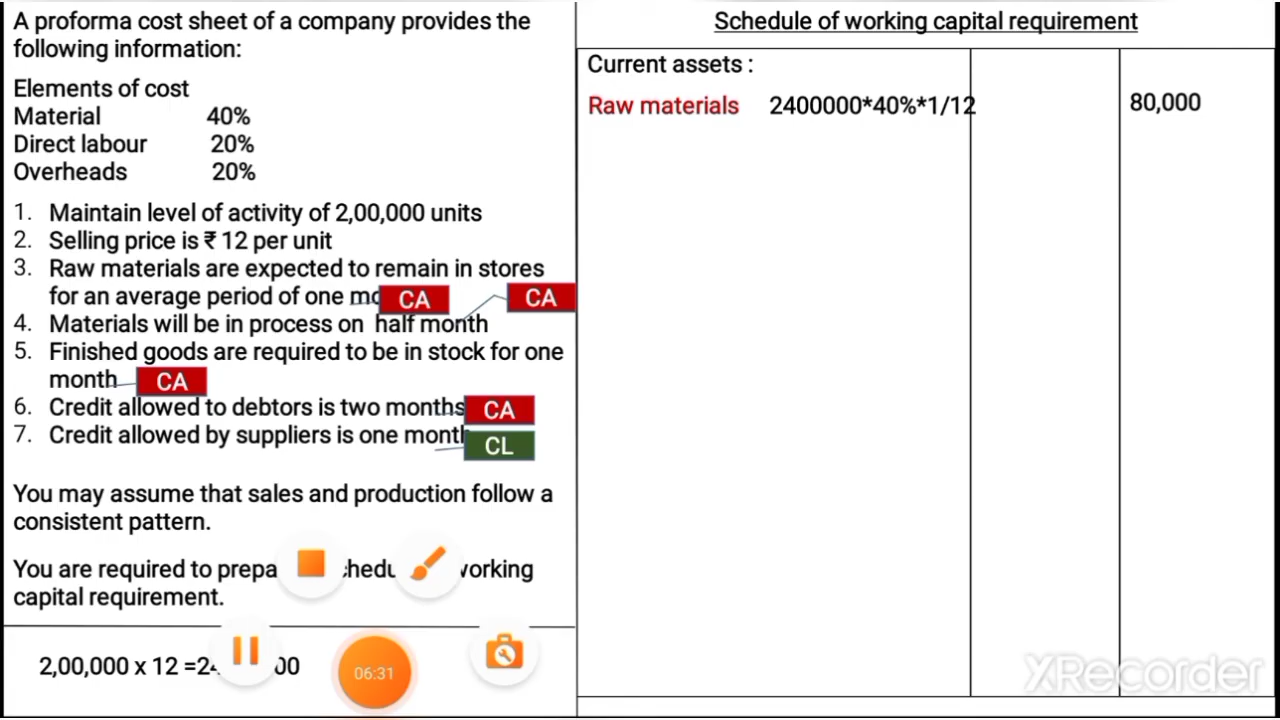 A proforma cost sheet of a company provides the
following information:
Elements of cost
Material 40%
Direct labour 20%
Overheads 20%
1. Maintain level of activity of 2,00,000 units
2. Selling price is ₹ 12 per unit
3. Raw materials are expected to remain in stores
for an average period of one CA CA
4. Materials will be in process on half month
5. Finished goods are required to be in stock for one
month CA
6. Credit allowed to debtors is two months CA
7. Credit allowed by suppliers is one month CL
You may assume that sales and production follow a
consistent pattern.
You are required to working
capital requirement.
2,00,000 x 12 =
06:31
Schedule of working capital requirement
Current assets :
Raw materials 2400000*40%*1/12 80,000
XRecorder